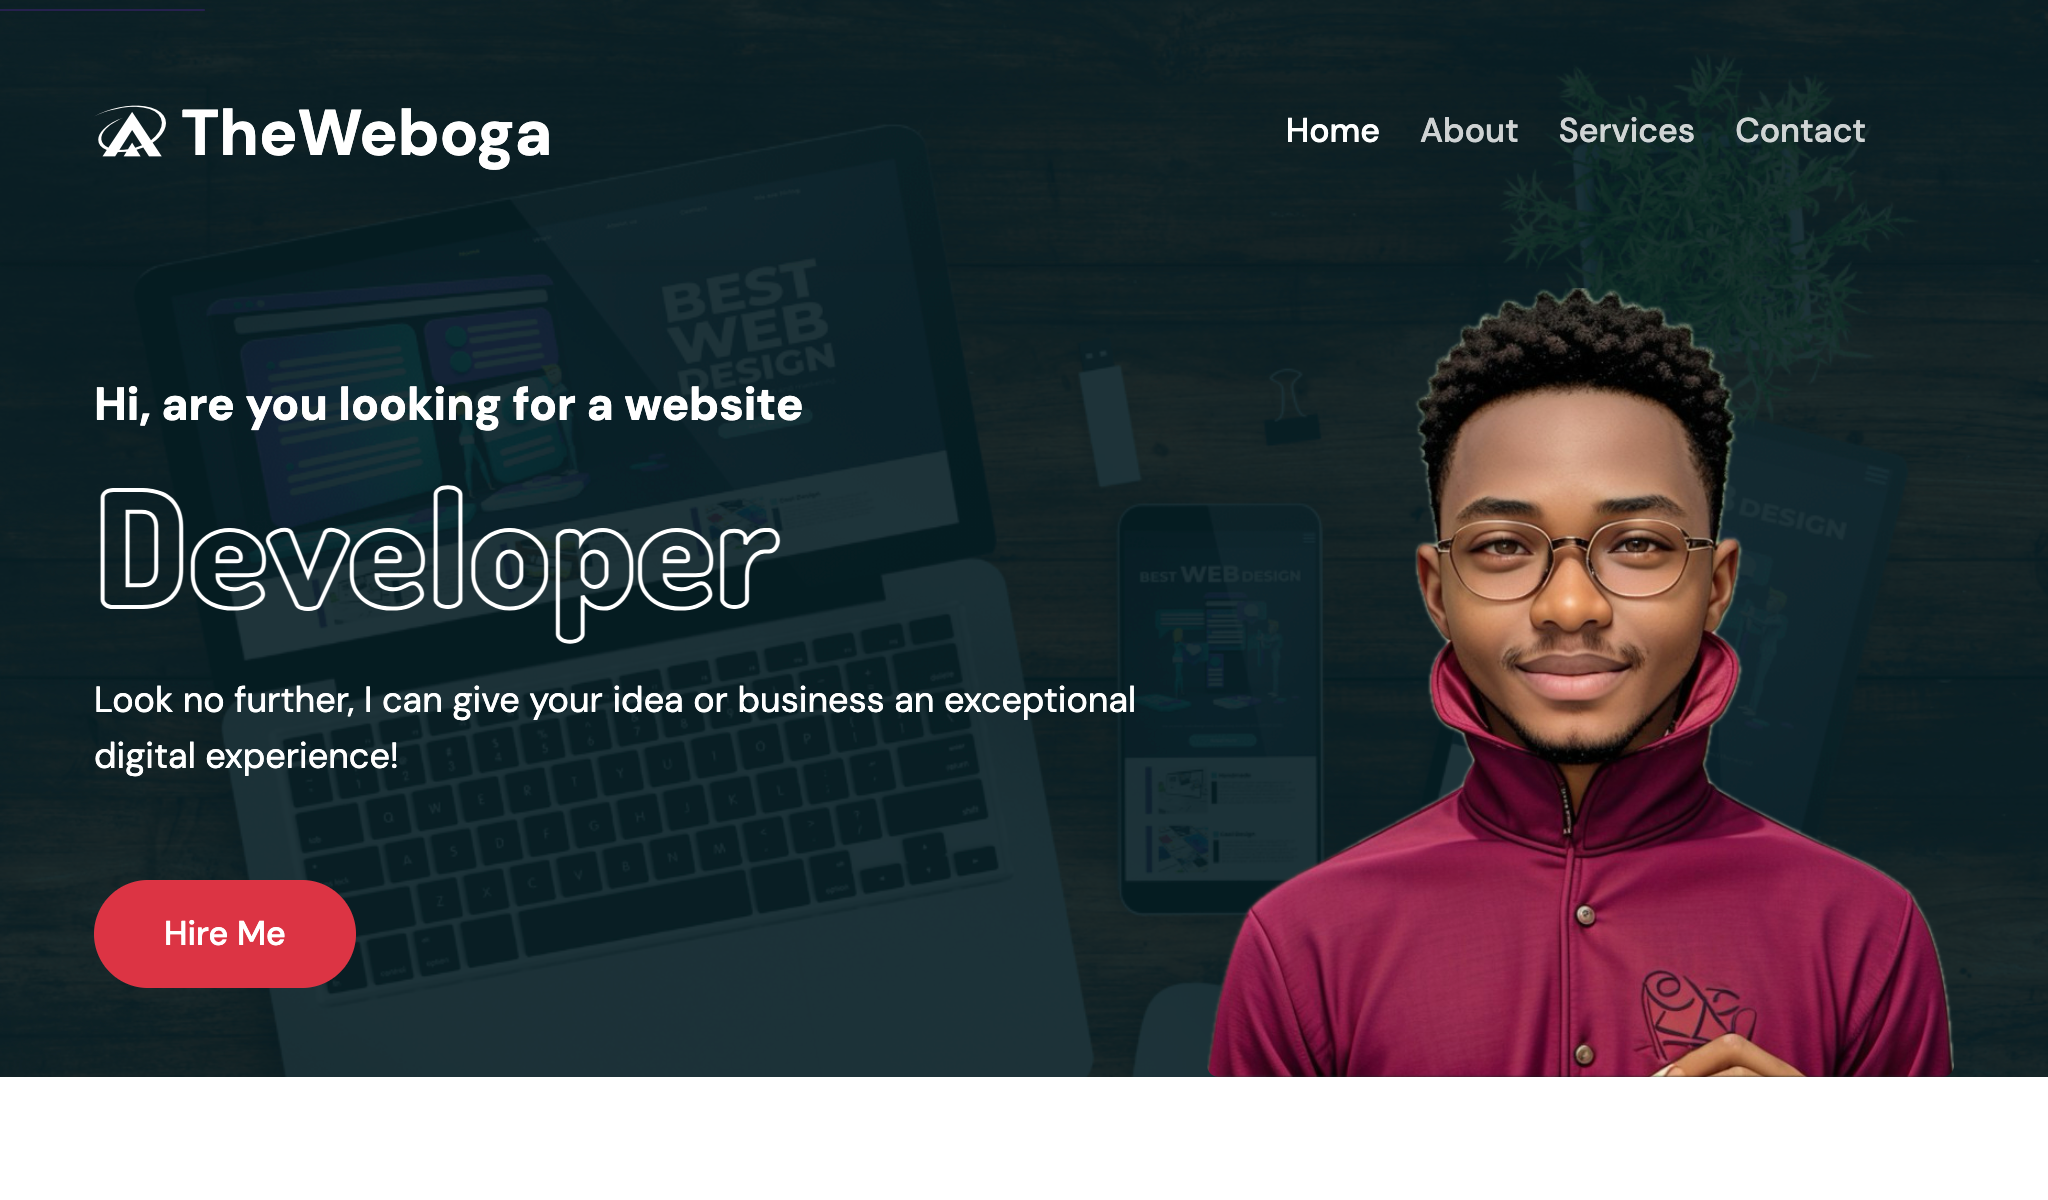 TheWeboga
Home About Services Contact
BEST
WEB
DESIGN
Hi, are you looking for a website
Developer
DESIGN
BEST WEB DESIGN
Look no further, I can give your idea or business an exceptional
digital experience!
Hire Me